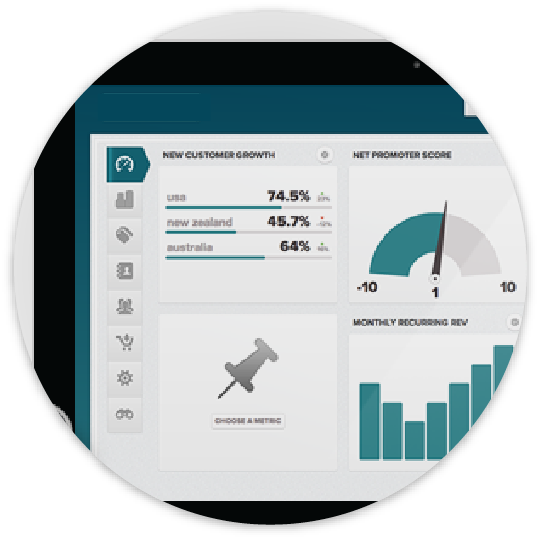 NEW CUSTOMER GROWTH
usa 74.5%
new zealand 45.7%
australia 64%
NET PROMOTER SCORE
-10 1 10
MONTHLY RECURRING REV
CHOOSE A METRIC